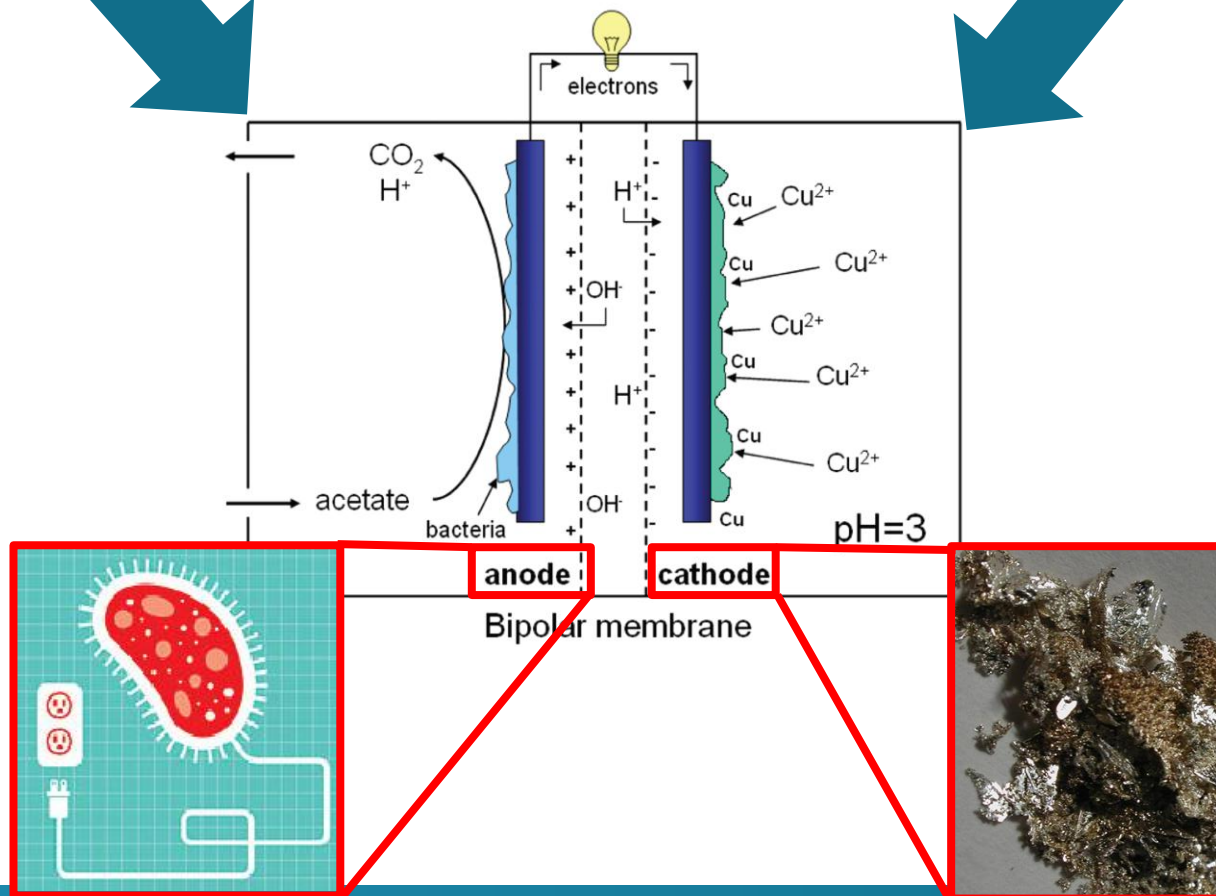 electrons
CO₂
H⁺
+
-
H⁺
-
Cu
Cu²⁺
+
Cu
Cu²⁺
+
-
+
OH⁻
-
Cu²⁺
-
+
Cu
Cu²⁺
-
+
H⁺
-
+
Cu
Cu²⁺
-
+
-
acetate
OH⁻
bacteria
+
-
Cu
pH=3
anode
cathode
Bipolar membrane